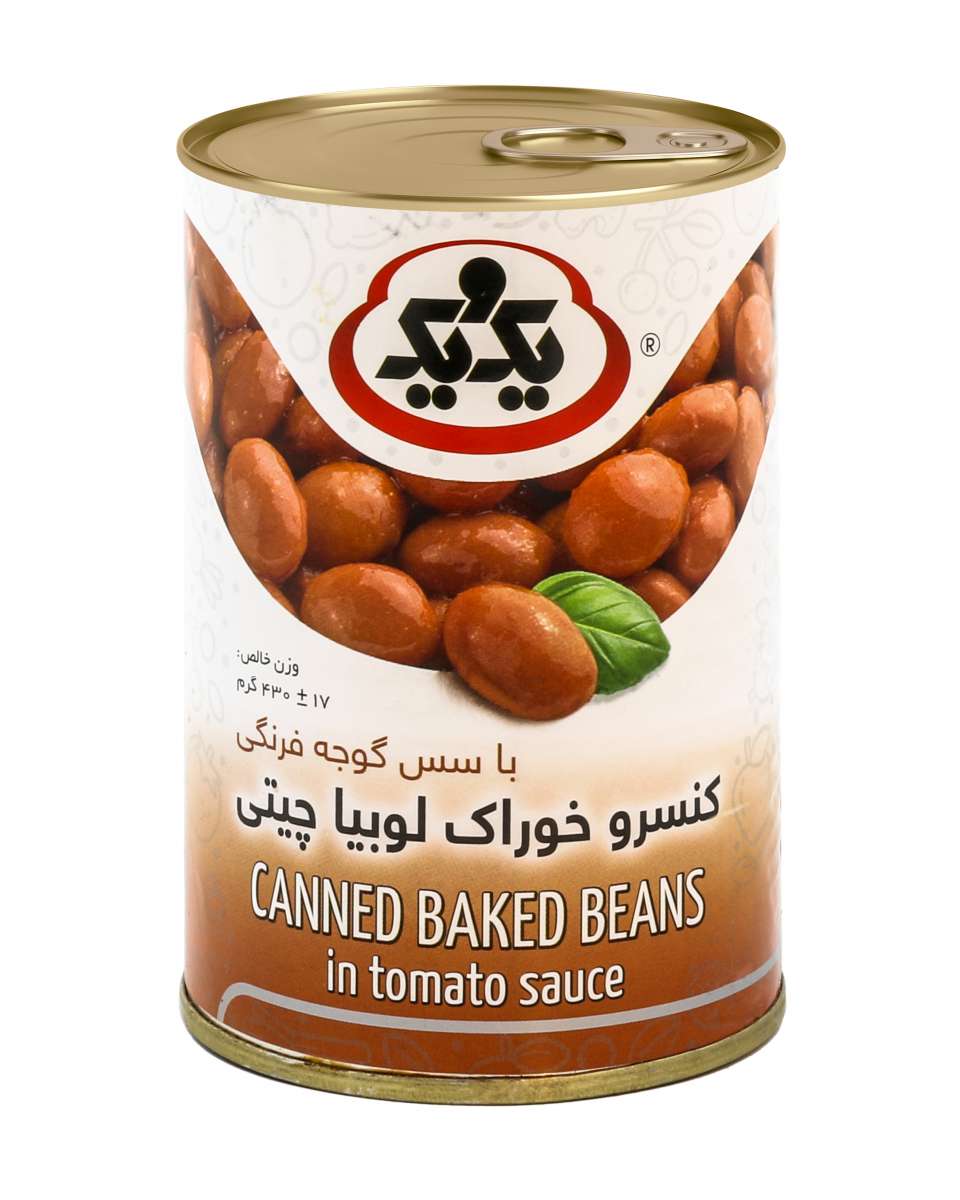 یک‌و‌یک
®
وزن خالص:
۴۳۰ ± ۱۷ گرم
با سس گوجه فرنگی
کنسرو خوراک لوبیا چیتی
CANNED BAKED BEANS
in tomato sauce